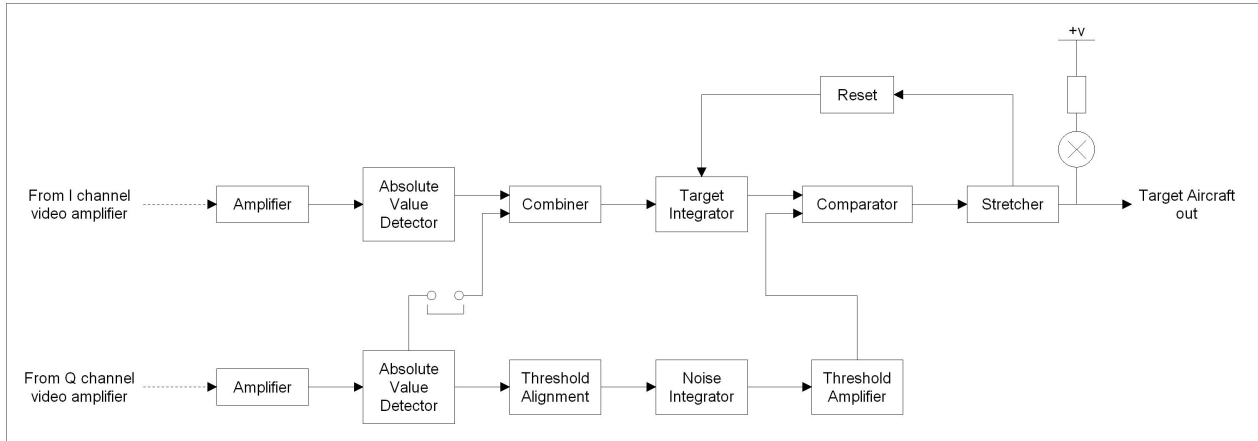 +v
Reset
From I channel
video amplifier
Amplifier
Absolute
Value
Detector
Combiner
Target
Integrator
Comparator
Stretcher
Target Aircraft
out
From Q channel
video amplifier
Amplifier
Absolute
Value
Detector
Threshold
Alignment
Noise
Integrator
Threshold
Amplifier